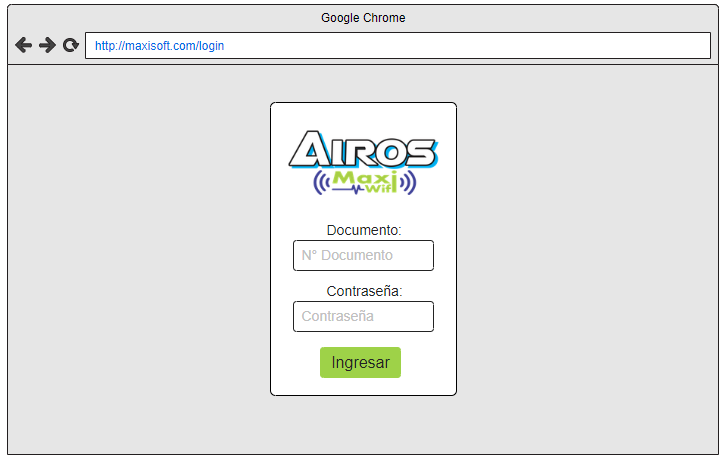 Google Chrome
http://maxisoft.com/login
AIROS
Maxi
Wifi
Documento:
N° Documento
Contraseña:
Contraseña
Ingresar